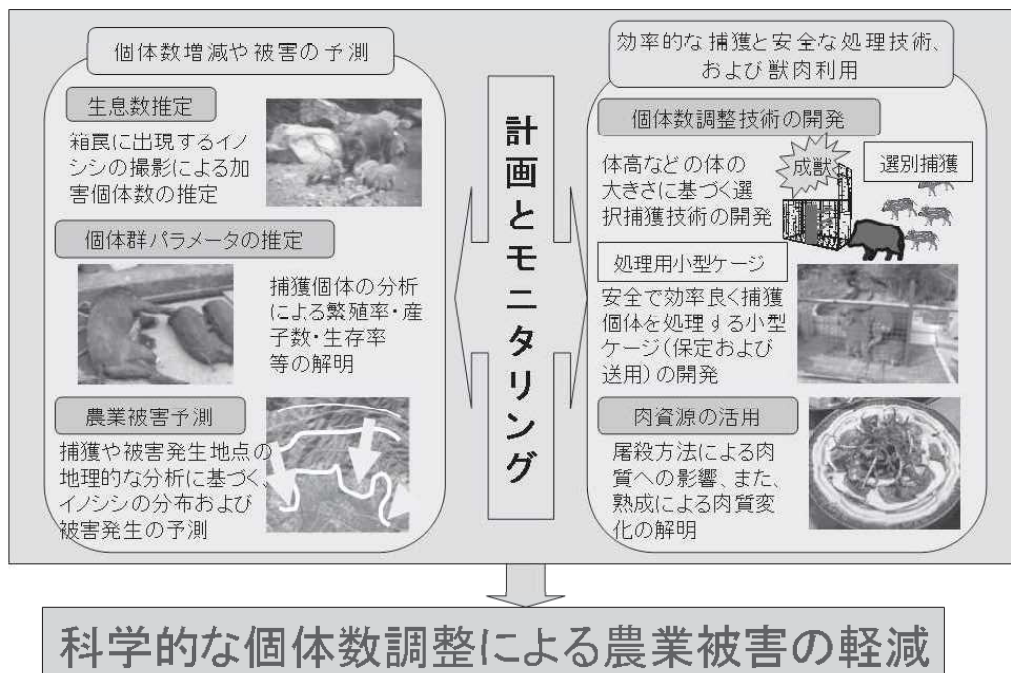 個体数増減や被害の予測
生息数推定
箱罠に出現するイノ
シシの撮影による加
害個体数の推定
個体群パラメータの推定
捕獲個体の分析
による繁殖率・産
子数・生存率
等の解明
農業被害予測
捕獲や被害発生地点の
地理的な分析に基づく、
イノシシの分布および
被害発生の予測
計画とモニタリング
効率的な捕獲と安全な処理技術、
および獣肉利用
個体数調整技術の開発
体高などの体の
大きさに基づく選
択捕獲技術の開発
成獣
選別捕獲
処理用小型ケージ
安全で効率良く捕獲
個体を処理する小型
ケージ(保定および
送用)の開発
肉資源の活用
屠殺方法による肉
質への影響、また、
熟成による肉質変
化の解明
科学的な個体数調整による農業被害の軽減